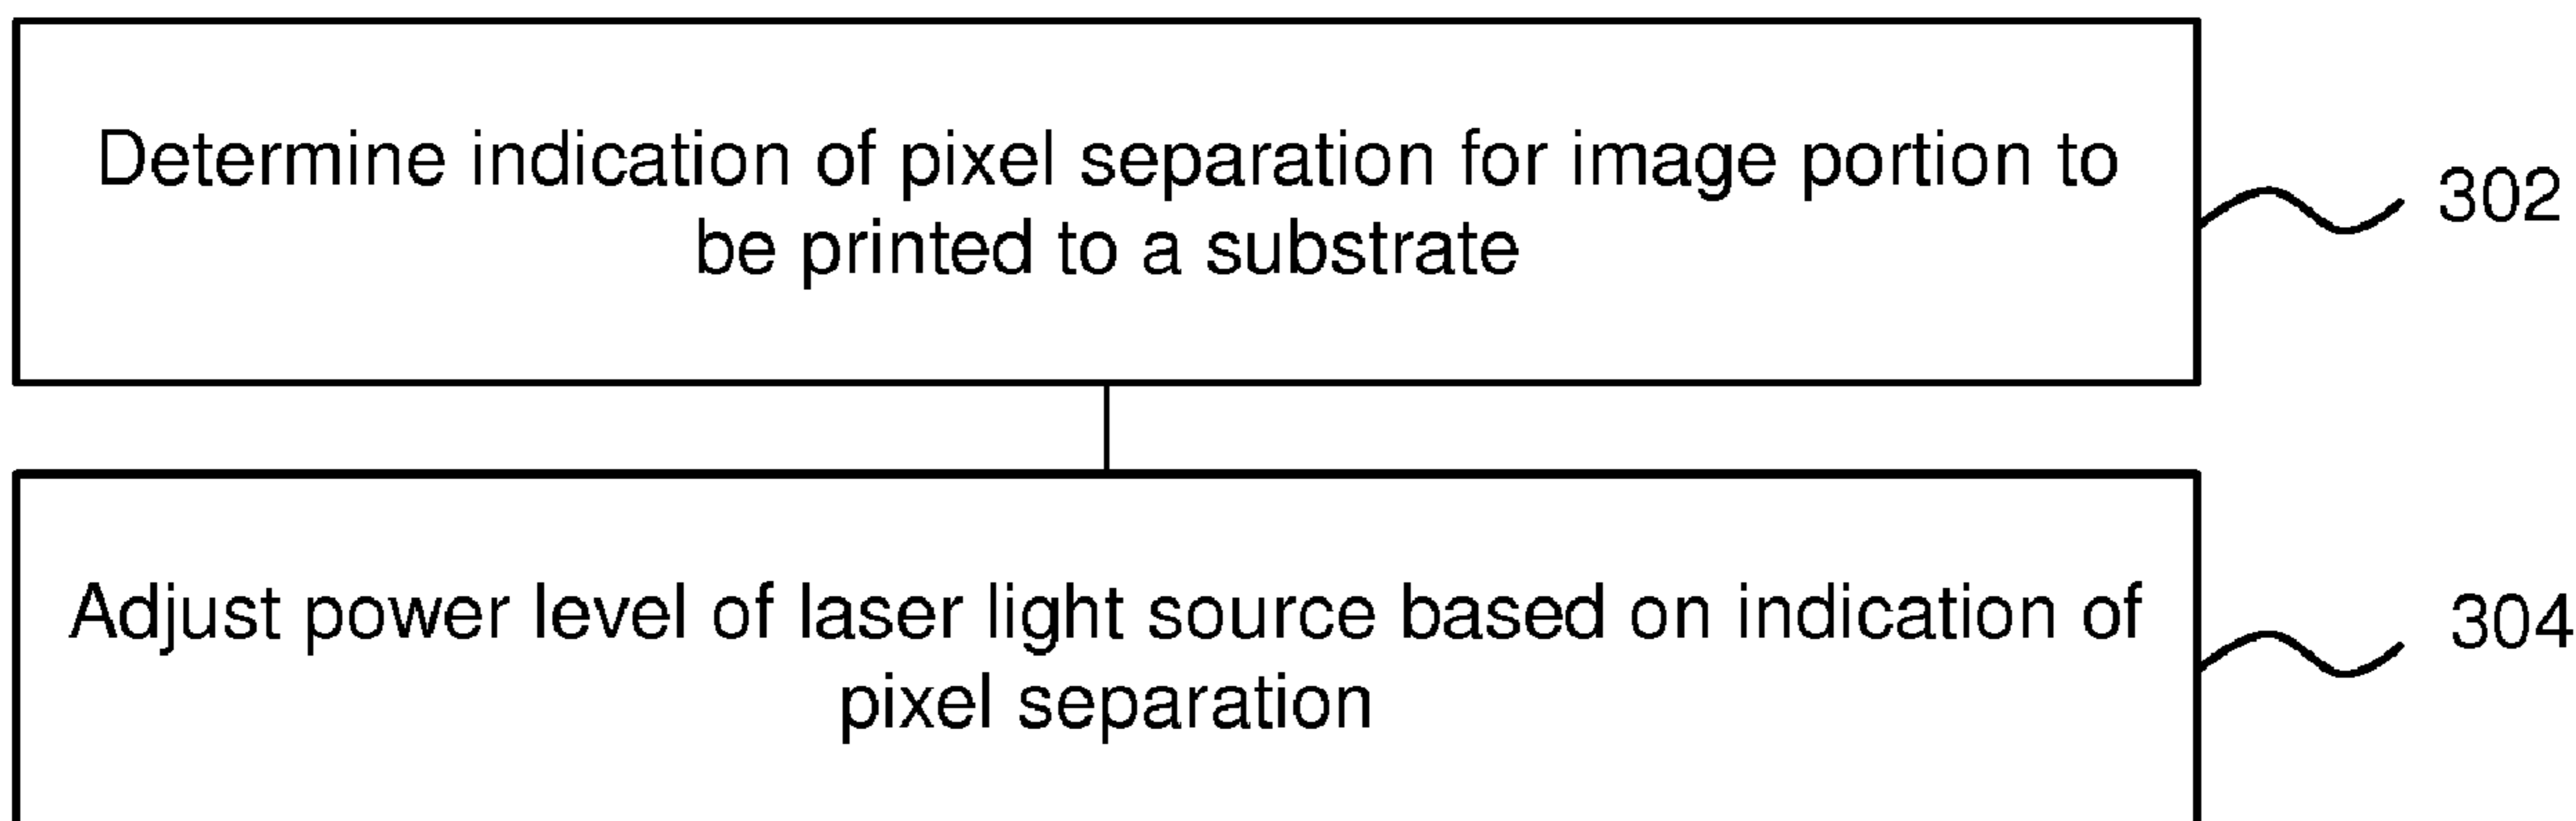 Determine indication of pixel separation for image portion to
be printed to a substrate
302
Adjust power level of laser light source based on indication of
pixel separation
304